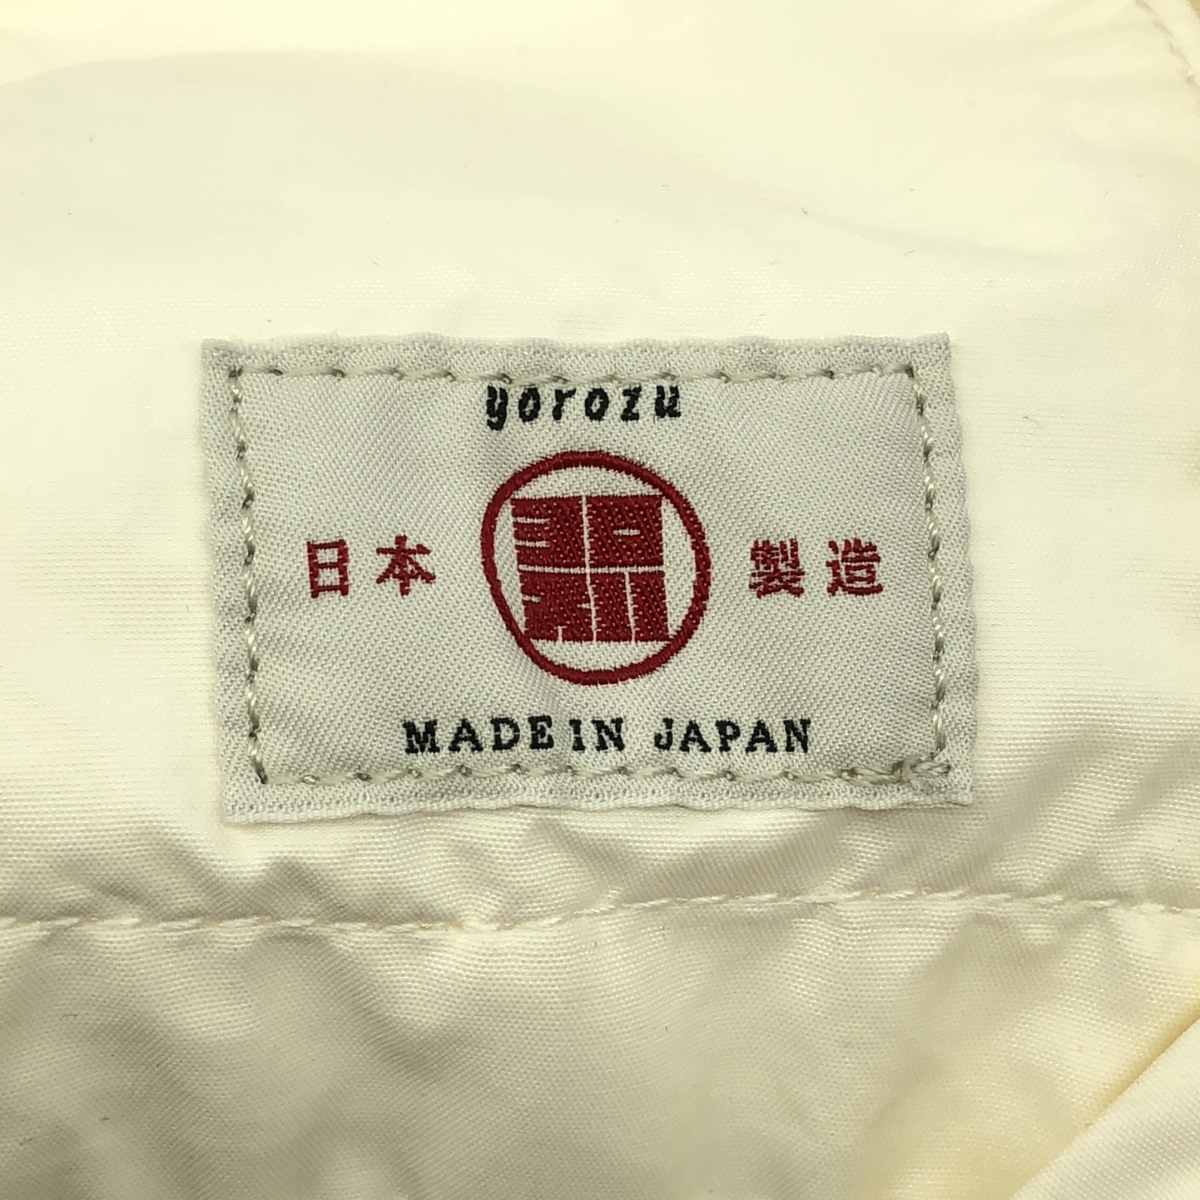 yorozu
日本 製造
MADE IN JAPAN